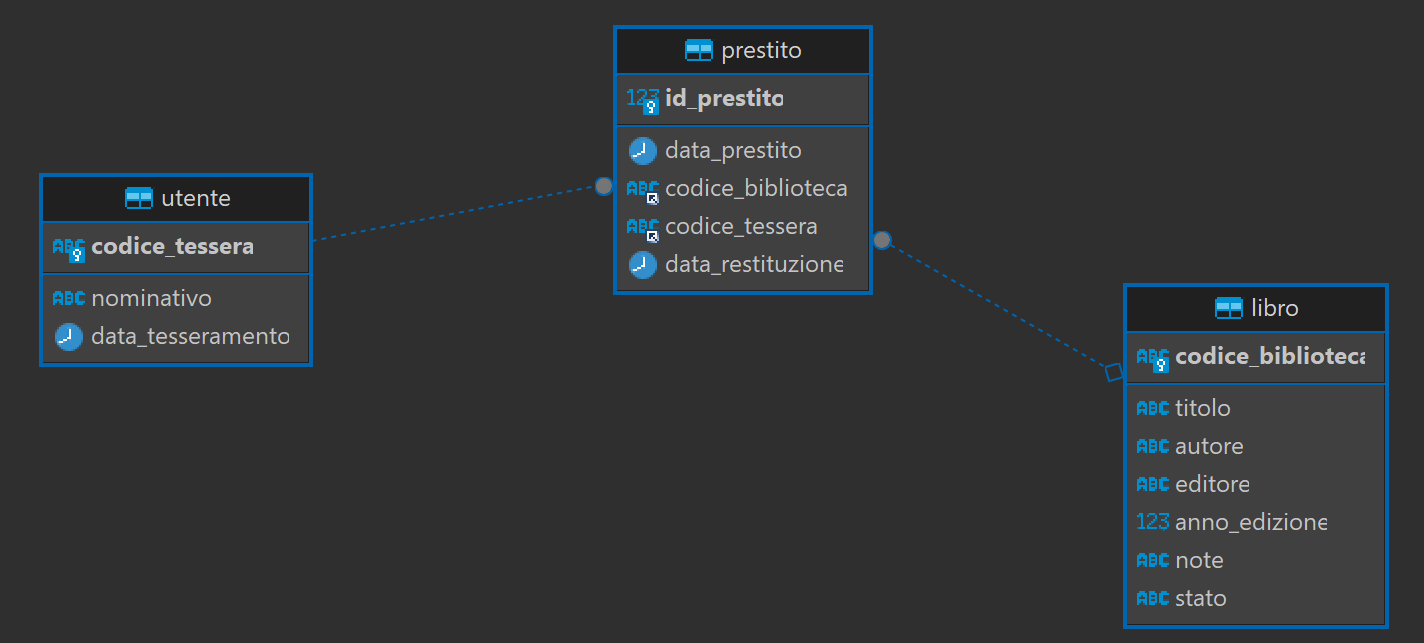 utente
ABC codice_tessera
ABC nominativo
data_tesseramento
prestito
123 id_prestito
data_prestito
ABC codice_biblioteca
ABC codice_tessera
data_restituzione
libro
ABC codice_biblioteca
ABC titolo
ABC autore
ABC editore
123 anno_edizione
ABC note
ABC stato